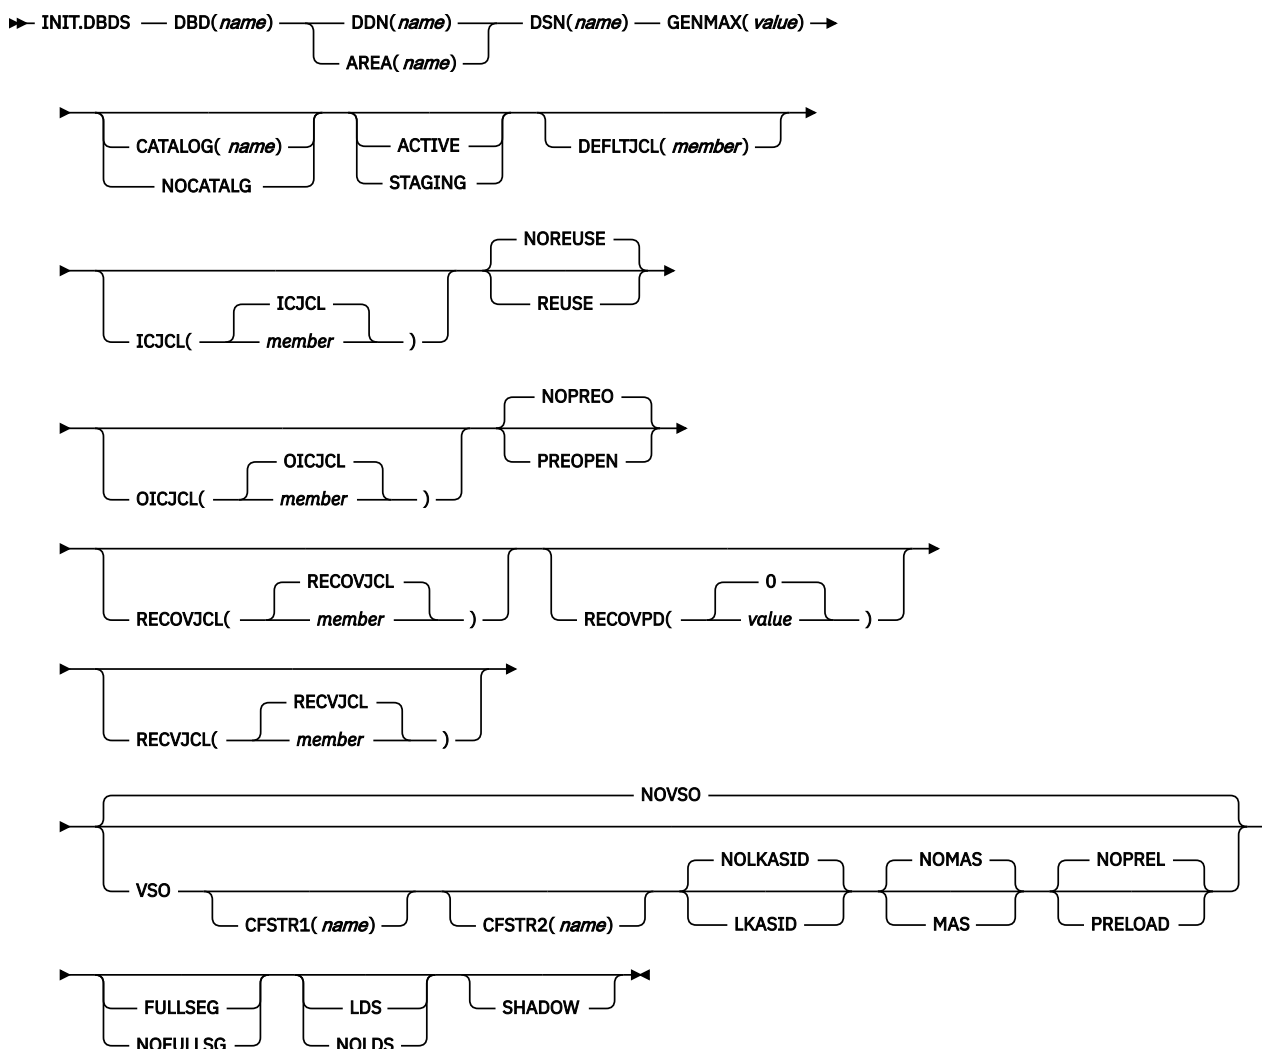 INIT.DBDS DBD(name) DDN(name) DSN(name) GENMAX( value)
AREA( name)
CATALOG( name) ACTIVE DEFLTJCL( member)
NOCATALG STAGING
NOREUSE
ICJCL REUSE
ICJCL( member )
NOPREO
OICJCL PREOPEN
OICJCL( member )
RECOVJCL 0
RECOVJCL( member ) RECOVPD( value )
RECVJCL
RECVJCL( member )
NOVSO
NOLKASID NOMAS NOPREL
VSO
CFSTR1( name) CFSTR2( name) LKASID MAS PRELOAD
FULLSEG LDS SHADOW
NOFULLSG NOLDS